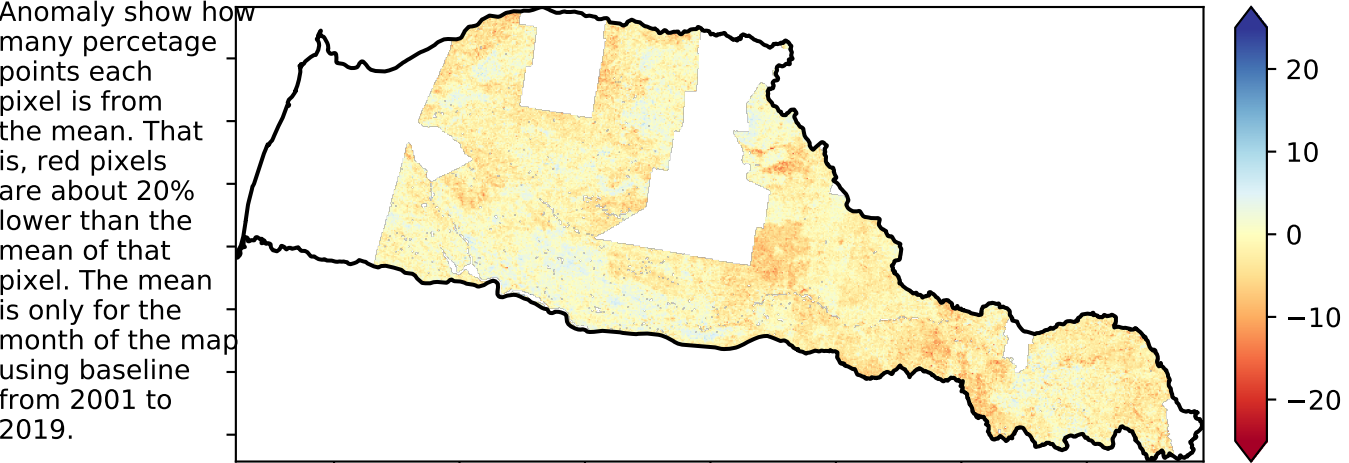 Anomaly show how
many percetage
points each
pixel is from
the mean. That
is, red pixels
are about 20%
lower than the
mean of that
pixel. The mean
is only for the
month of the map
using baseline
from 2001 to
2019.
20
10
0
−10
−20